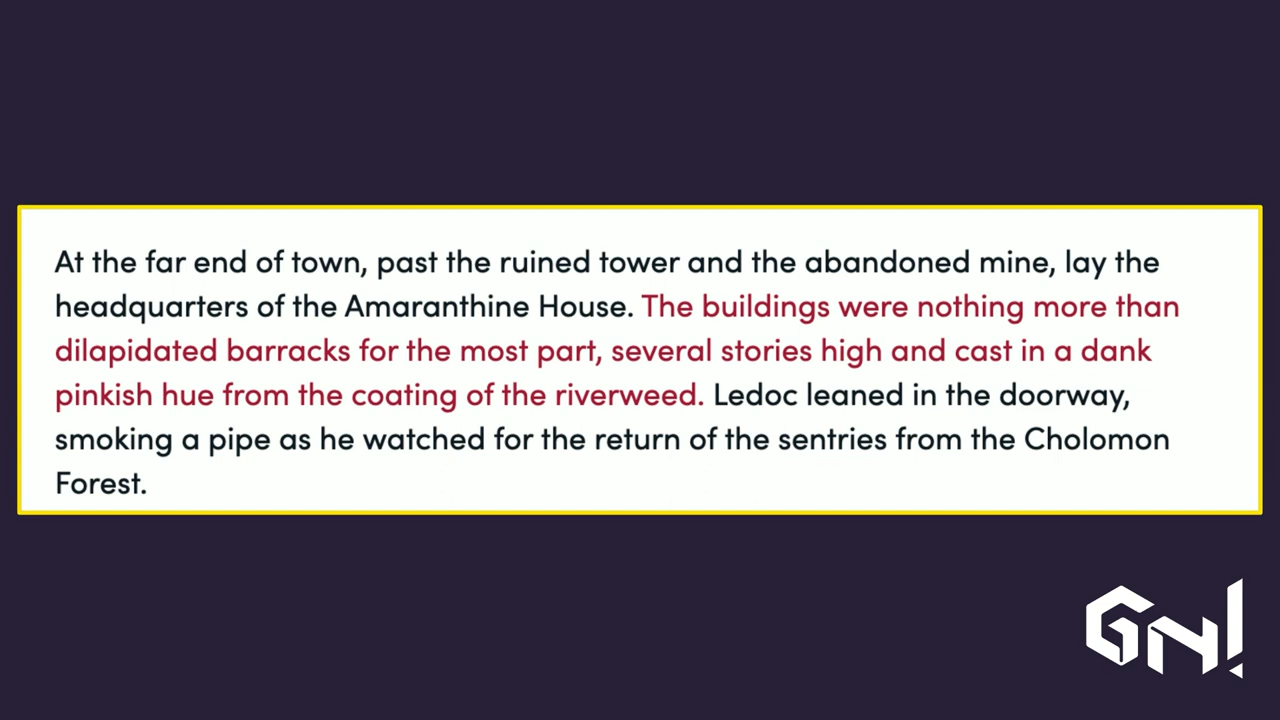 At the far end of town, past the ruined tower and the abandoned mine, lay the
headquarters of the Amaranthine House. The buildings were nothing more than
dilapidated barracks for the most part, several stories high and cast in a dank
pinkish hue from the coating of the riverweed. Ledoc leaned in the doorway,
smoking a pipe as he watched for the return of the sentries from the Cholomon
Forest.
GN!